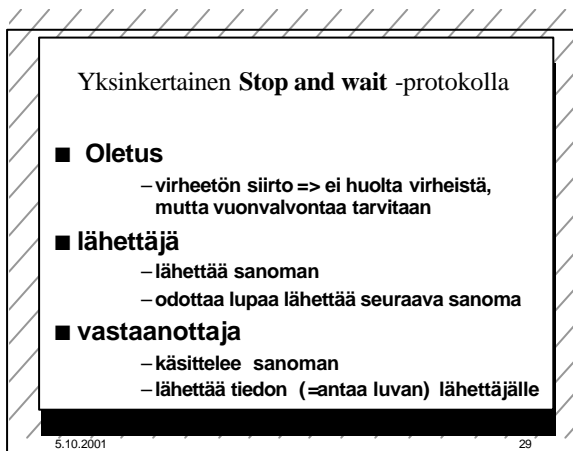 Yksinkertainen Stop and wait -protokolla
■ Oletus
– virheetön siirto => ei huolta virheistä,
mutta vuonvalvontaa tarvitaan
■ lähettäjä
– lähettää sanoman
– odottaa lupaa lähettää seuraava sanoma
■ vastaanottaja
– käsittelee sanoman
– lähettää tiedon (=antaa luvan) lähettäjälle
5.10.2001
29